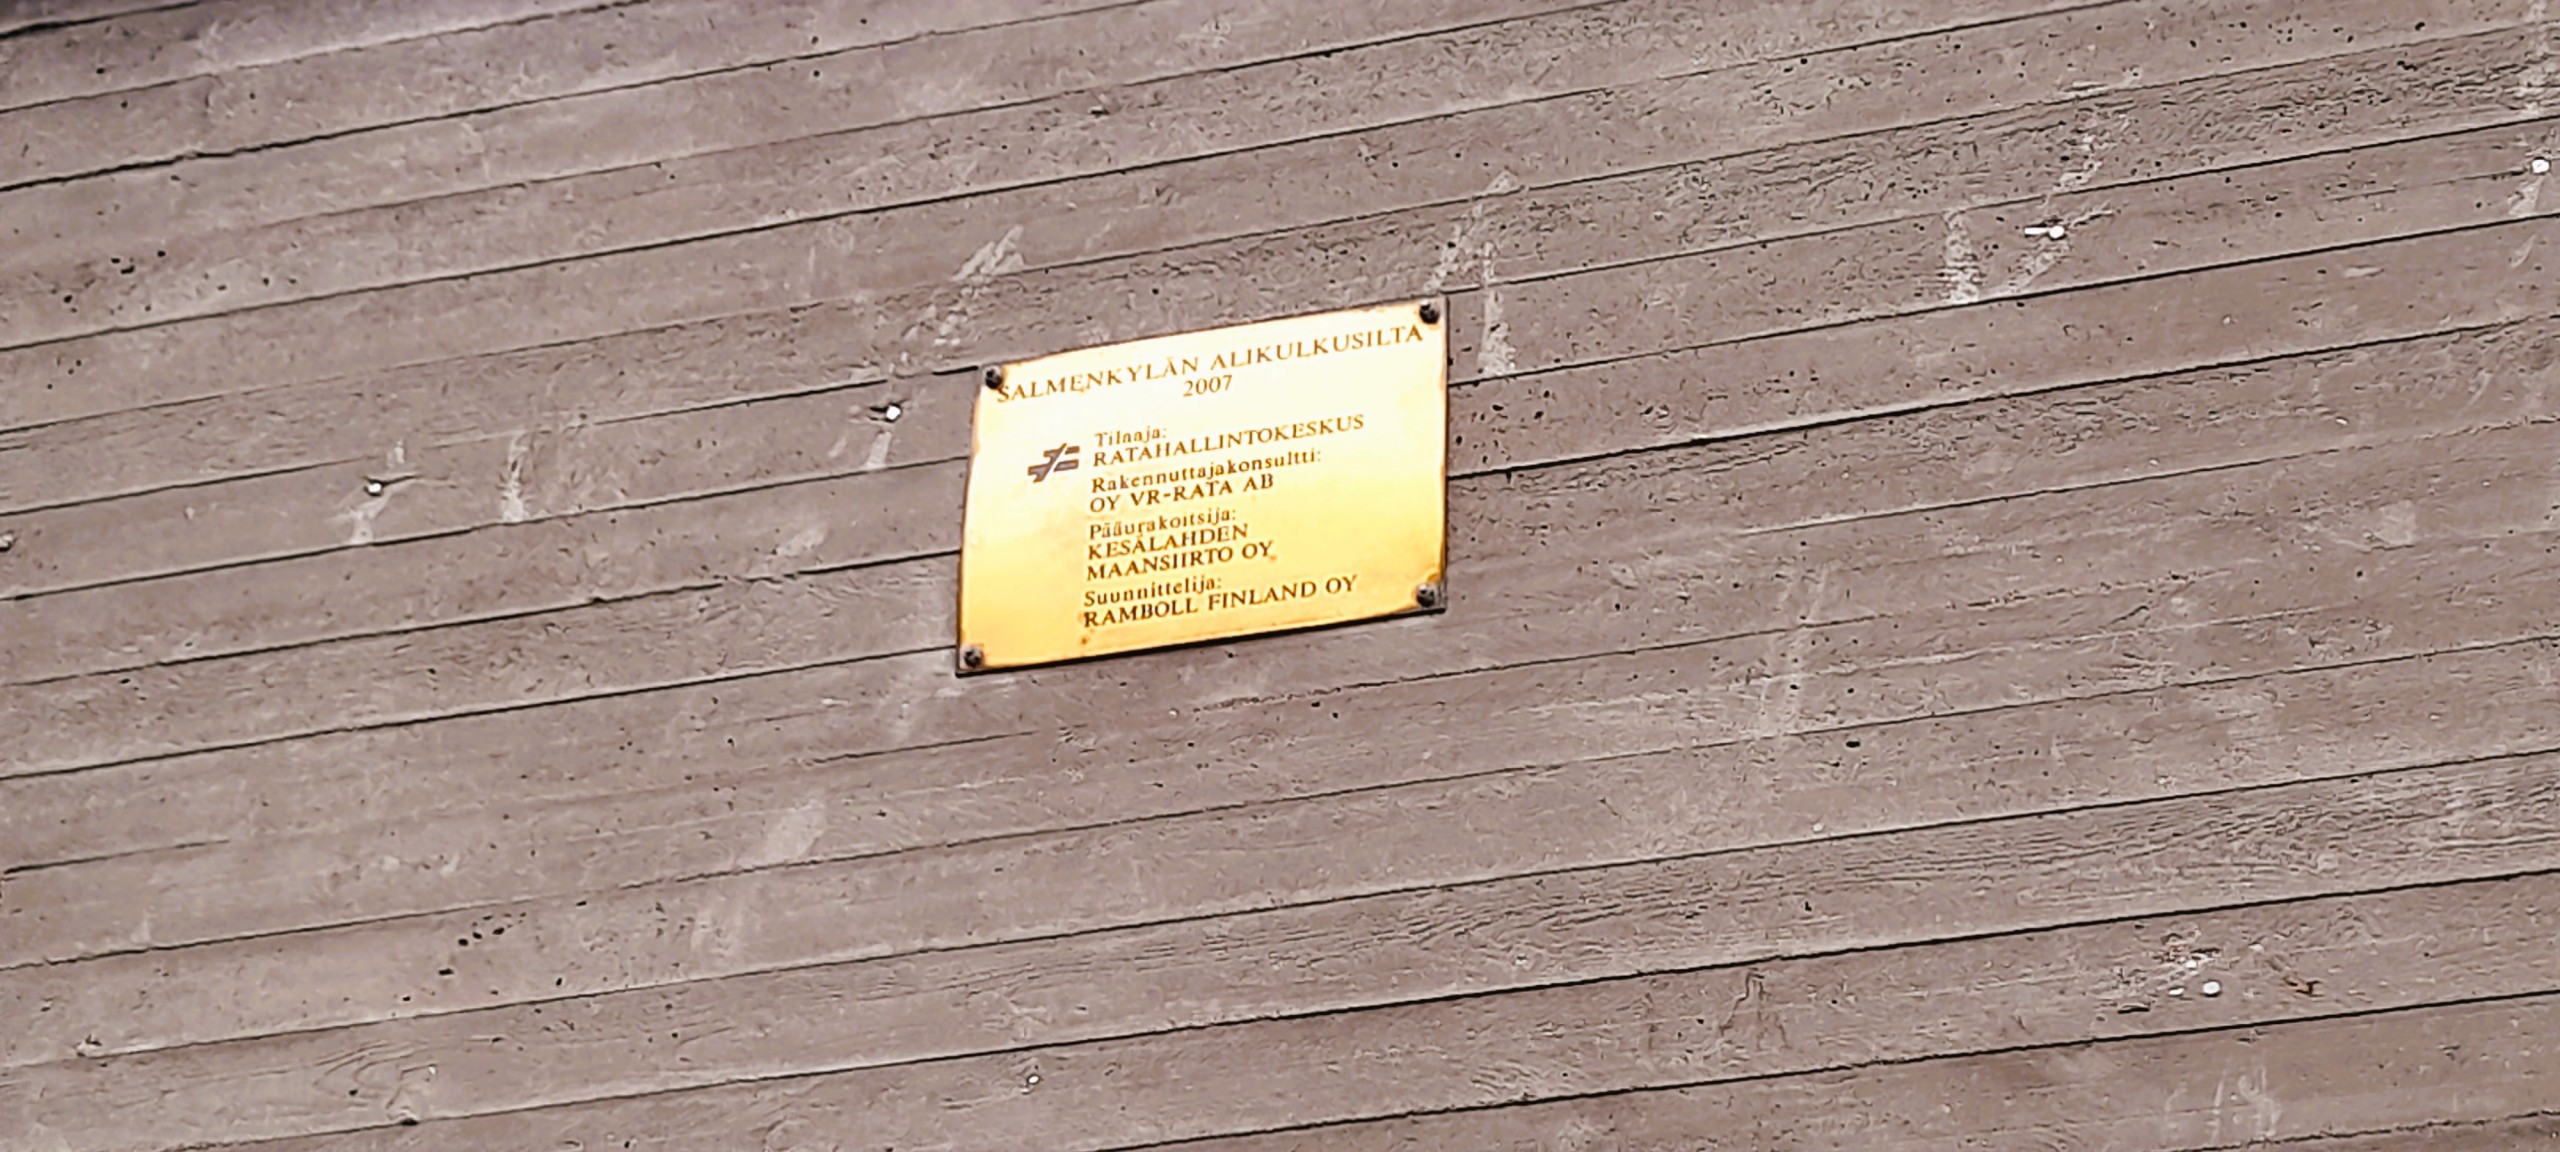 SALMENKYLÄN ALIKULKUSILTA
2007
Tilaaja:
RATAHALLINTOKESKUS
Rakennuttajakonsultti:
OY VR-RATA AB
Pääurakoitsija:
KESÄLAHDEN
MAANSIIRTO OY
Suunnittelija:
RAMBOLL FINLAND OY